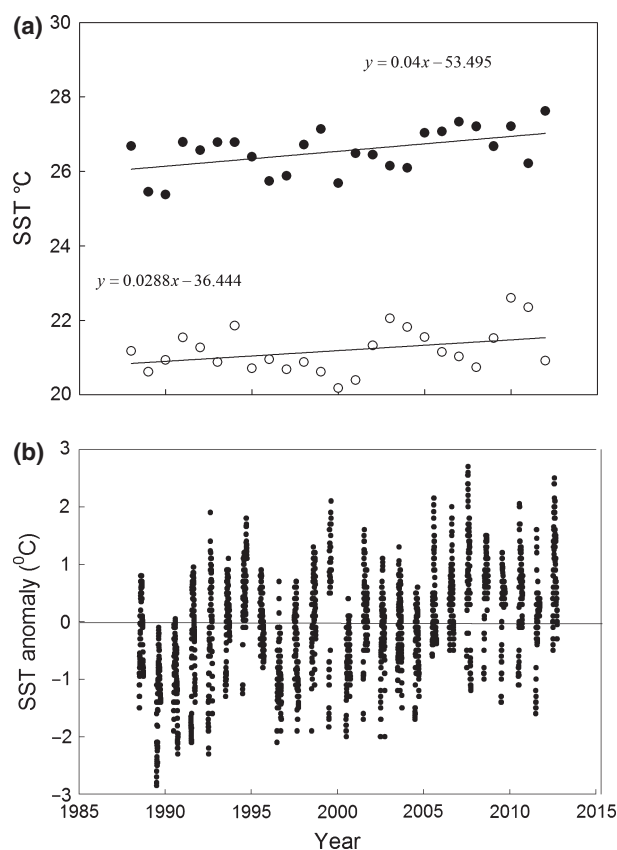 (a)
30
28
26
24
22
20
SST °C
y = 0.04x − 53.495
y = 0.0288x − 36.444
(b)
3
2
1
0
−1
−2
−3
SST anomaly (⁰C)
1985 1990 1995 2000 2005 2010 2015
Year